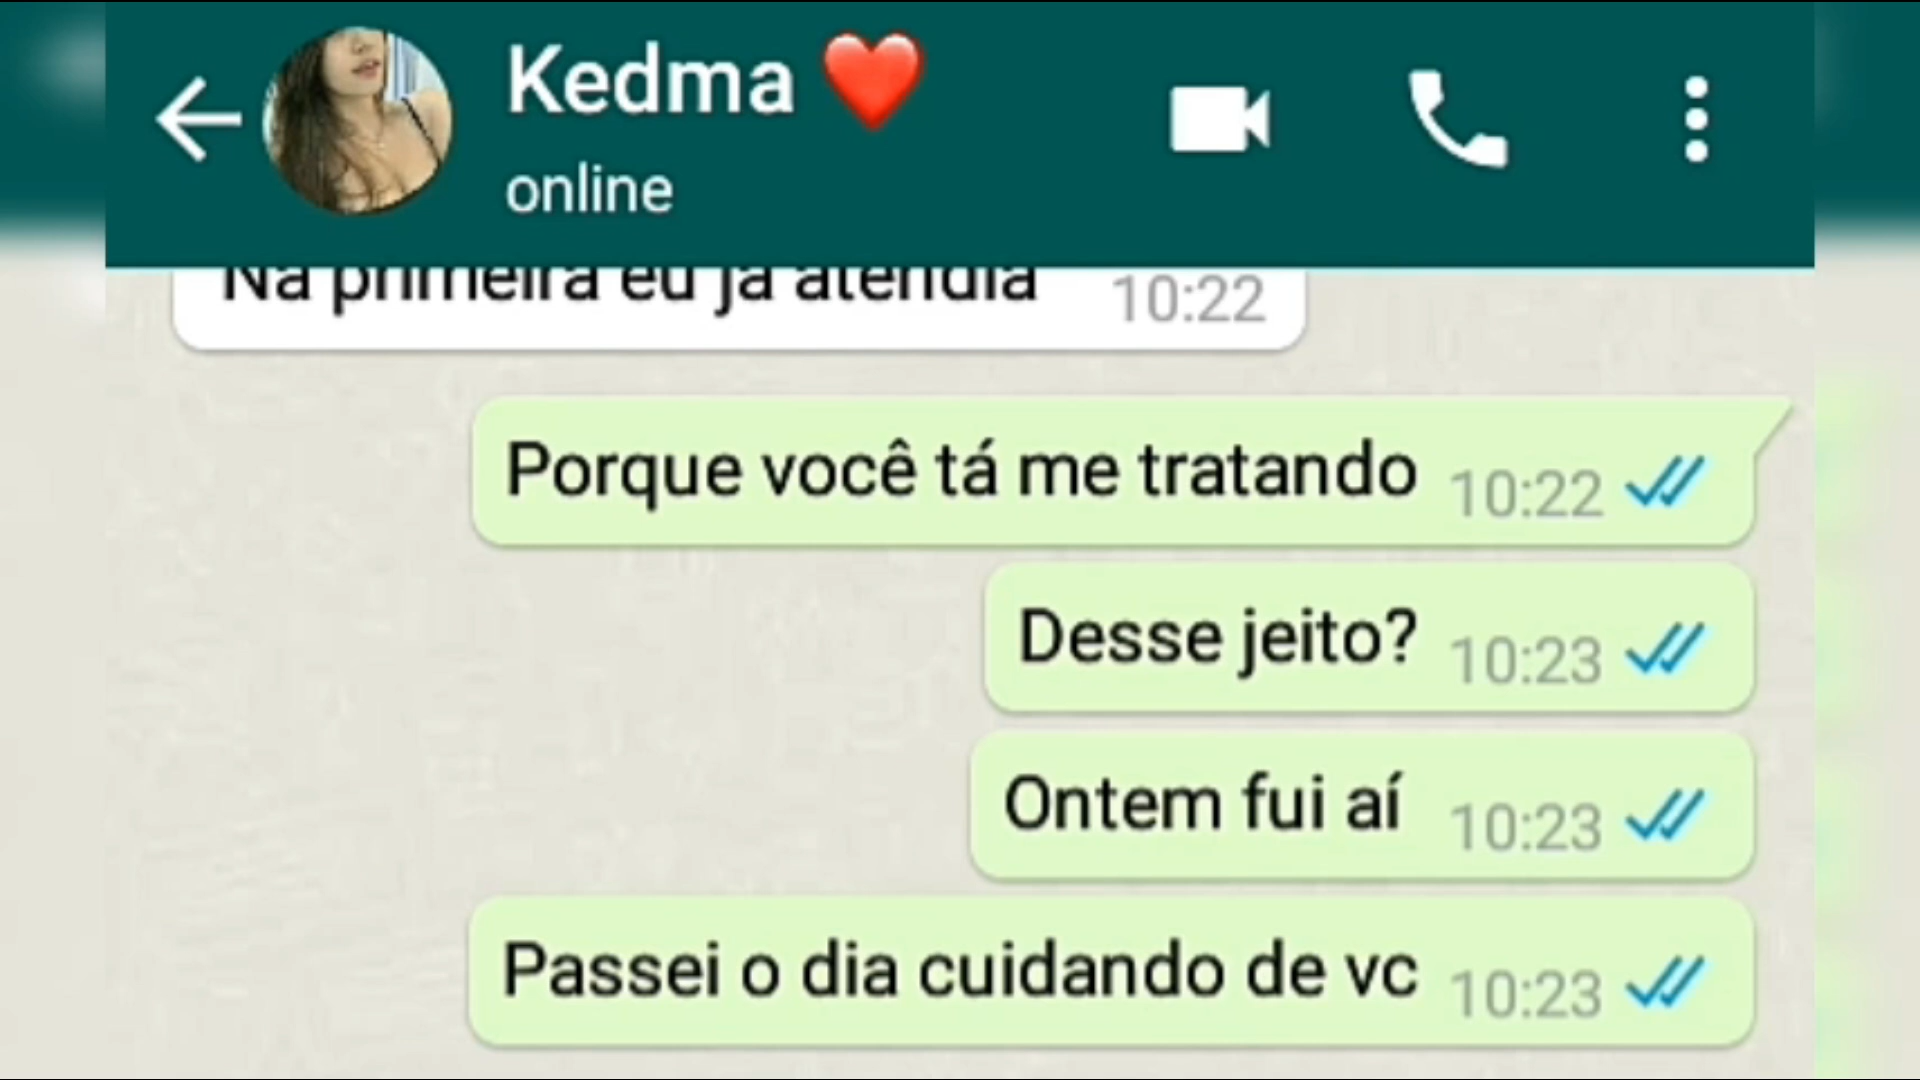 Kedma ❤️
online
Na primeira eu já atendia 10:22
Porque você tá me tratando 10:22
Desse jeito? 10:23
Ontem fui aí 10:23
Passei o dia cuidando de vc 10:23